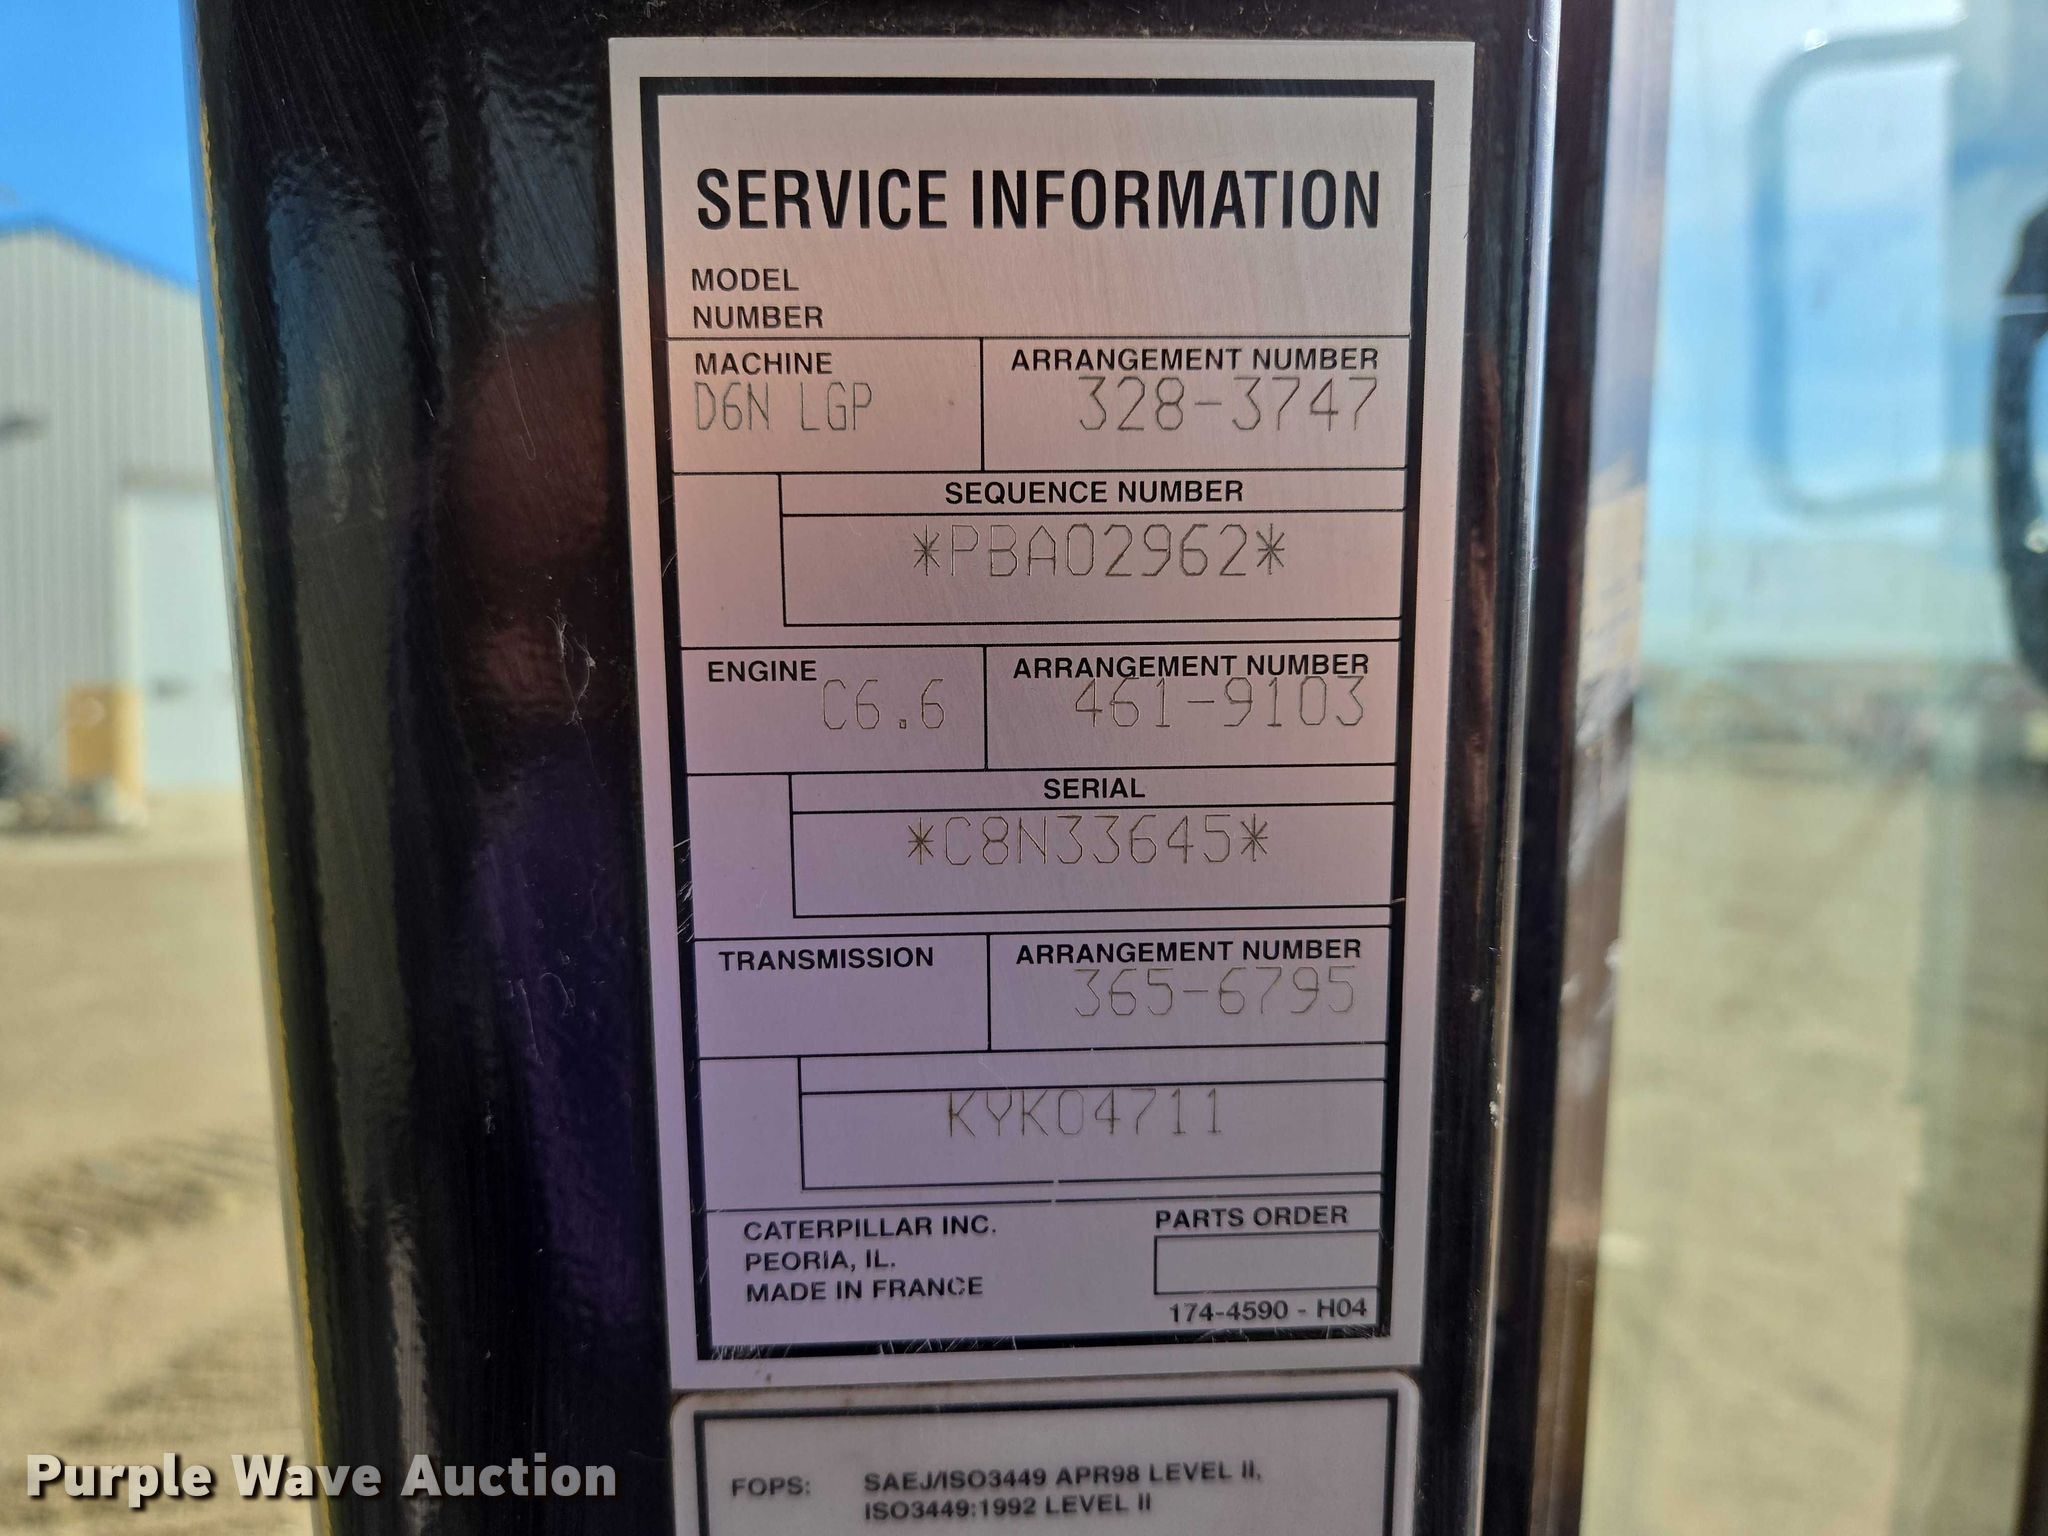 SERVICE INFORMATION
MODEL
NUMBER
MACHINE
D6N LGP
ARRANGEMENT NUMBER
328-3747
SEQUENCE NUMBER
*PBA02962*
ENGINE
C6.6
ARRANGEMENT NUMBER
461-9103
SERIAL
*C8N33645*
TRANSMISSION
ARRANGEMENT NUMBER
365-6795
KYK04711
CATERPILLAR INC.
PEORIA, IL.
MADE IN FRANCE
PARTS ORDER
174-4590 - H04
FOPS: SAEJ/ISO3449 APR98 LEVEL II,
ISO3449:1992 LEVEL II
Purple Wave Auction